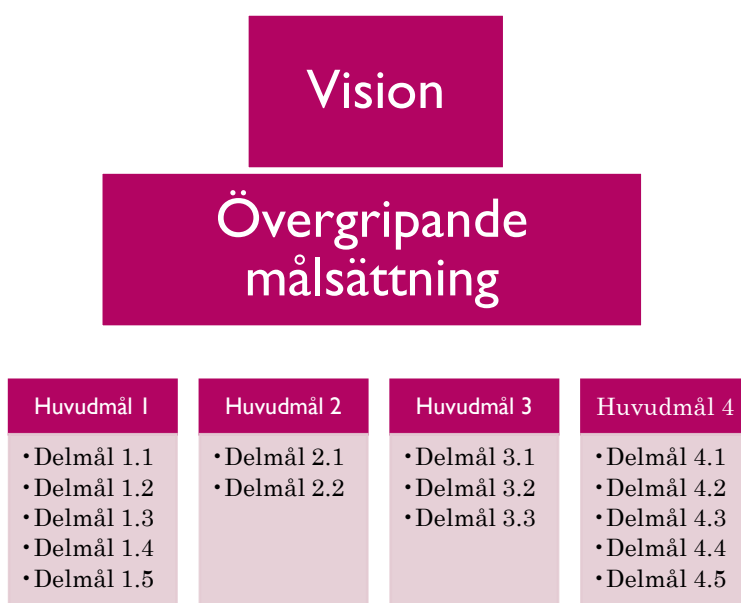 Vision
Övergripande
målsättning
Huvudmål 1
• Delmål 1.1
• Delmål 1.2
• Delmål 1.3
• Delmål 1.4
• Delmål 1.5
Huvudmål 2
• Delmål 2.1
• Delmål 2.2
Huvudmål 3
• Delmål 3.1
• Delmål 3.2
• Delmål 3.3
Huvudmål 4
• Delmål 4.1
• Delmål 4.2
• Delmål 4.3
• Delmål 4.4
• Delmål 4.5